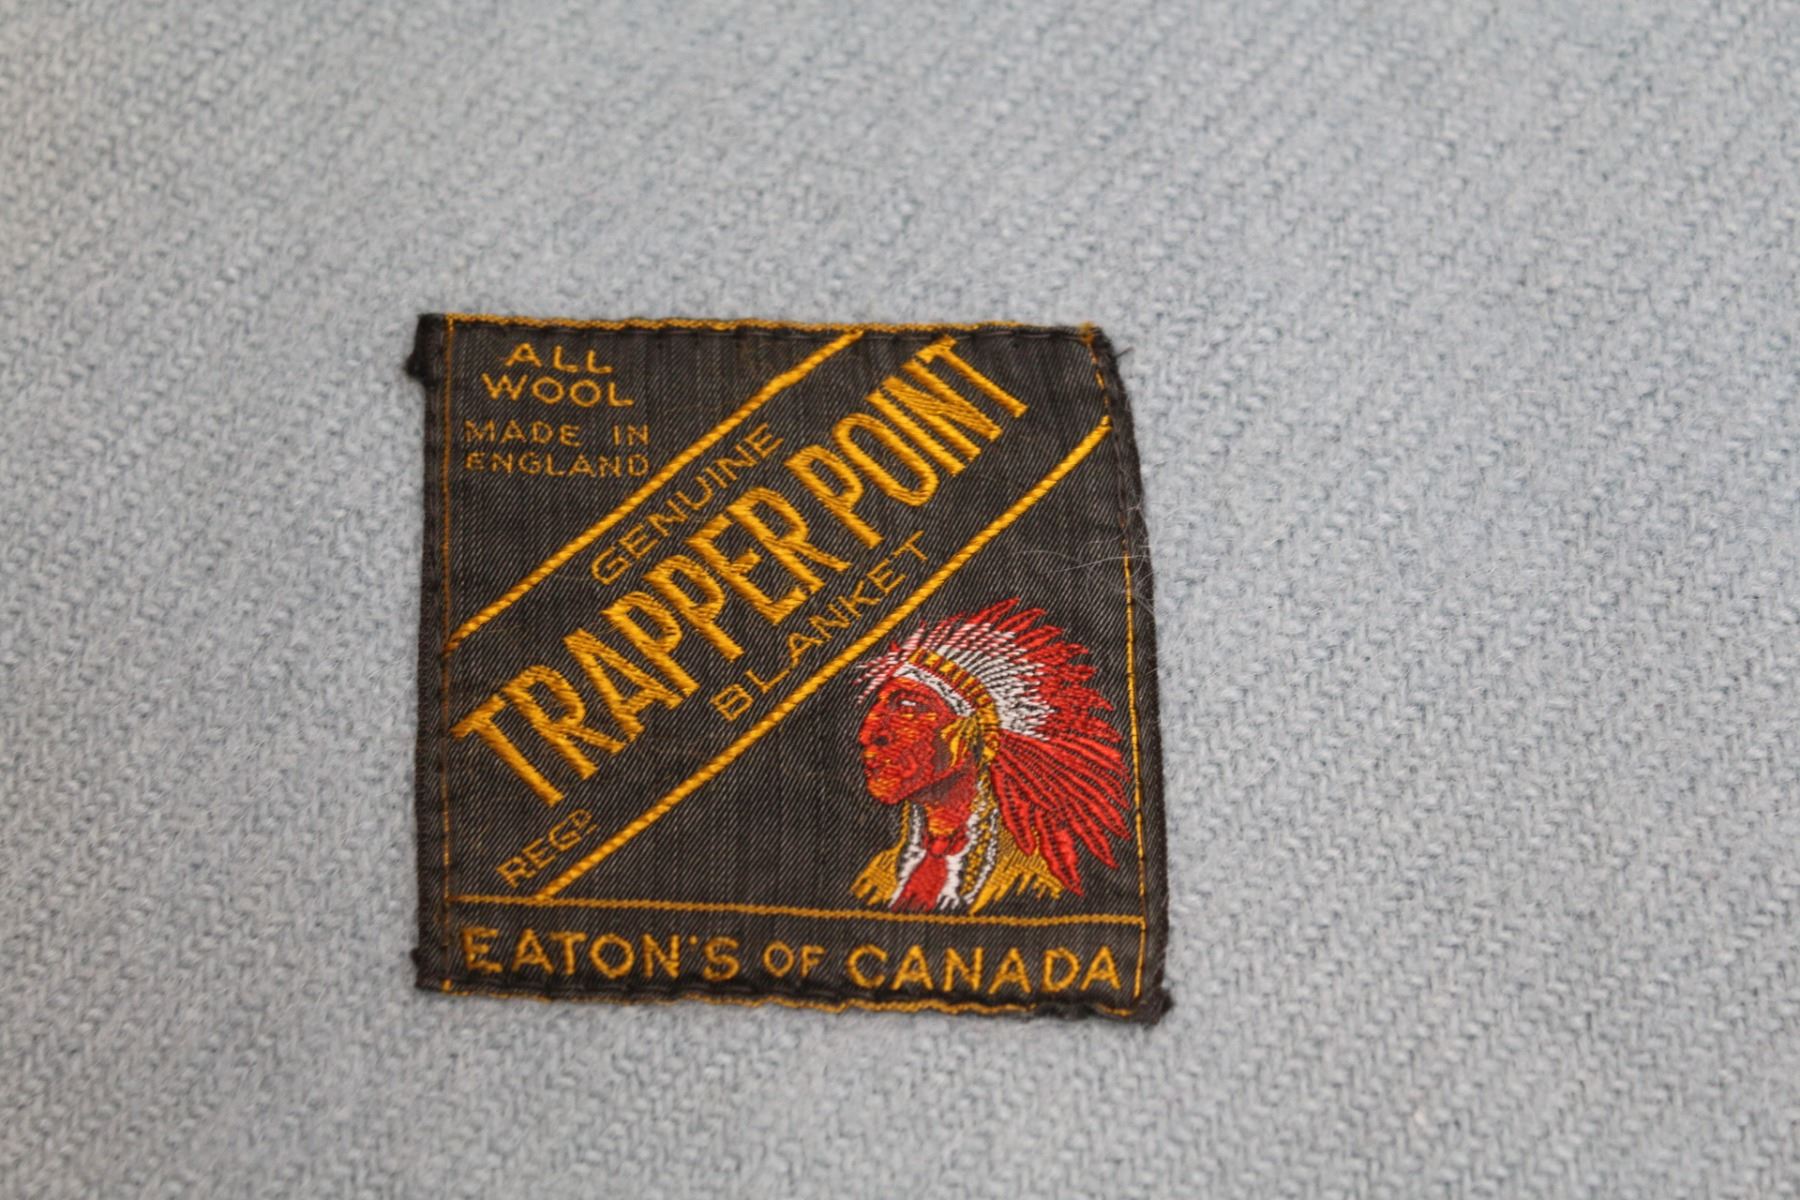 ALL
WOOL
MADE IN
ENGLAND
GENUINE
TRAPPER POINT
BLANKET
REGD
EATON'S OF CANADA